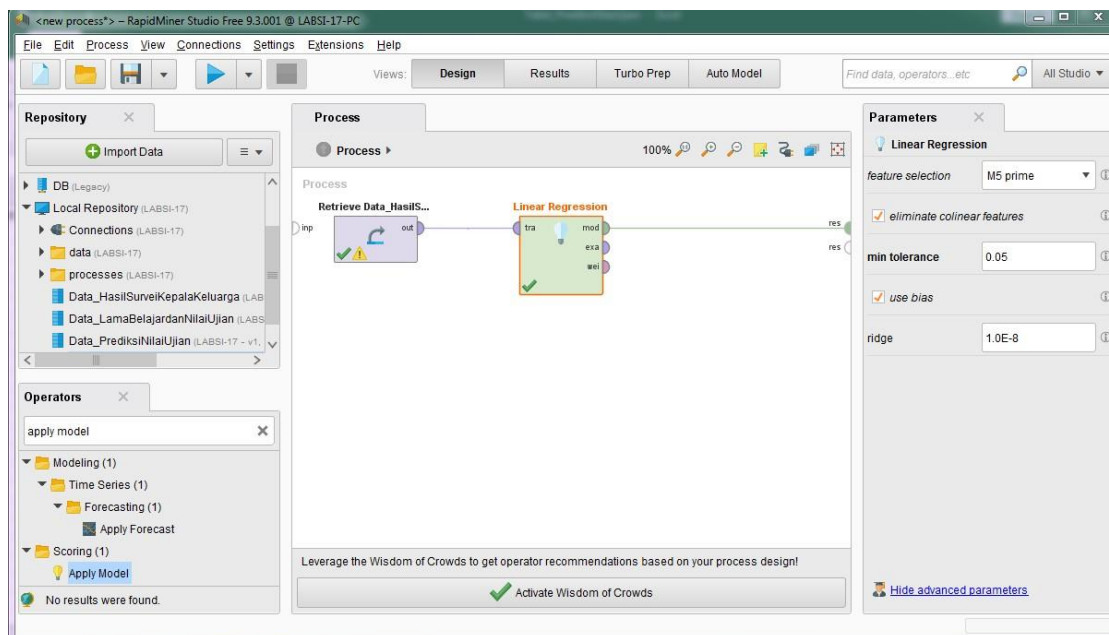 <new process*> – RapidMiner Studio Free 9.3.001 @ LABSI-17-PC
File Edit Process View Connections Settings Extensions Help
Views: Design Results Turbo Prep Auto Model
Find data, operators...etc
All Studio
Repository
Import Data
DB (Legacy)
Local Repository (LABSI-17)
Connections (LABSI-17)
data (LABSI-17)
processes (LABSI-17)
Data_HasilSurveiKepalaKeluarga (LAB
Data_LamaBelajardanNilaiUjian (LABS
Data_PrediksiNilaiUjian (LABSI-17 – v1,
Operators
apply model
Modeling (1)
Time Series (1)
Forecasting (1)
Apply Forecast
Scoring (1)
Apply Model
No results were found.
Process
Process
100%
Process
Retrieve Data_HasilS...
inp
out
Linear Regression
tra
mod
exa
wei
res
res
Leverage the Wisdom of Crowds to get operator recommendations based on your process design!
Activate Wisdom of Crowds
Parameters
Linear Regression
feature selection M5 prime
eliminate colinear features
min tolerance 0.05
use bias
ridge 1.0E-8
Hide advanced parameters